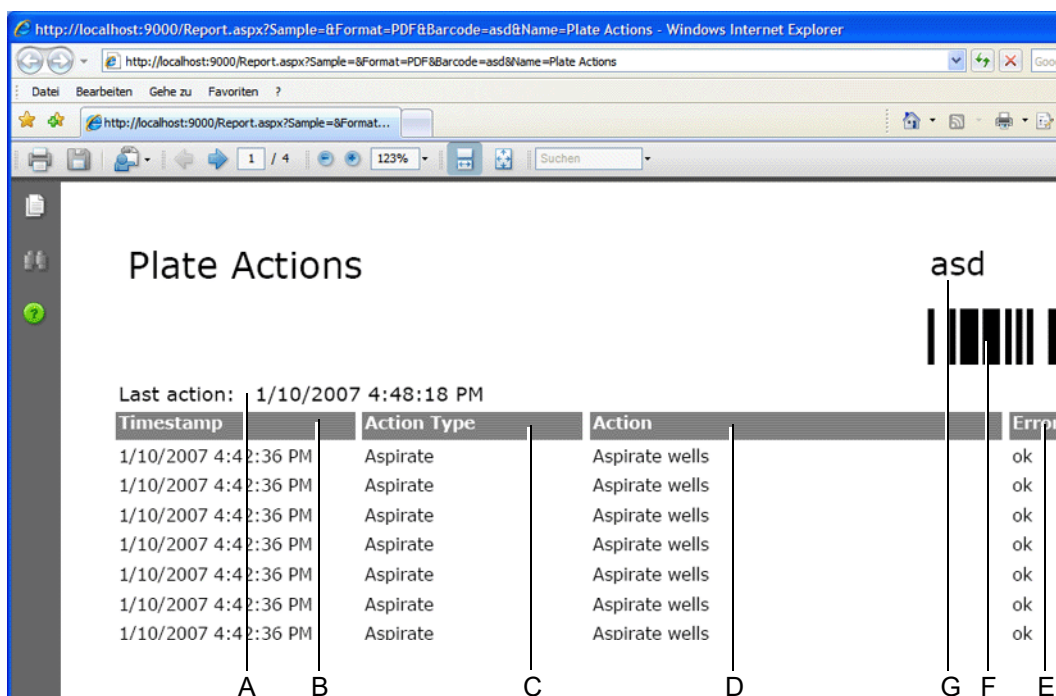 http://localhost:9000/Report.aspx?Sample=&Format=PDF&Barcode=asd&Name=Plate Actions - Windows Internet Explorer
http://localhost:9000/Report.aspx?Sample=&Format=PDF&Barcode=asd&Name=Plate Actions
Goo
Datei Bearbeiten Gehe zu Favoriten ?
http://localhost:9000/Report.aspx?Sample=&Format...
1 / 4 123% Suchen
Plate Actions asd
Last action: 1/10/2007 4:48:18 PM
Timestamp Action Type Action Error
1/10/2007 4:42:36 PM Aspirate Aspirate wells ok
1/10/2007 4:42:36 PM Aspirate Aspirate wells ok
1/10/2007 4:42:36 PM Aspirate Aspirate wells ok
1/10/2007 4:42:36 PM Aspirate Aspirate wells ok
1/10/2007 4:42:36 PM Aspirate Aspirate wells ok
1/10/2007 4:42:36 PM Aspirate Aspirate wells ok
1/10/2007 4:42:36 PM Aspirate Aspirate wells ok
A B C D G F E